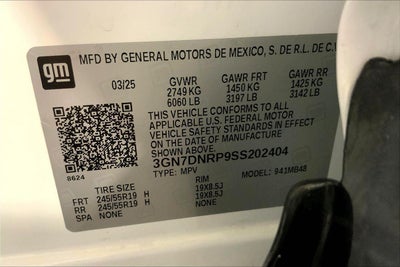 gm
MFD BY GENERAL MOTORS DE MEXICO, S. DE R.L. DE C.V
03/25 GVWR GAWR FRT GAWR RR
2749 KG 1450 KG 1425 KG
6060 LB 3197 LB 3142 LB
THIS VEHICLE CONFORMS TO ALL
APPLICABLE U.S. FEDERAL MOTOR
VEHICLE SAFETY STANDARDS IN EFFECT
ON THE DATE OF MANUFACTURE
SHOWN ABOVE.
3GN7DNRP9SS202404
8624 TYPE: MPV MODEL: 941MB48
TIRE SIZE RIM
FRT 245/55R19 H 19X8.5J
RR 245/55R19 H 19X8.5J
SPA NONE NONE